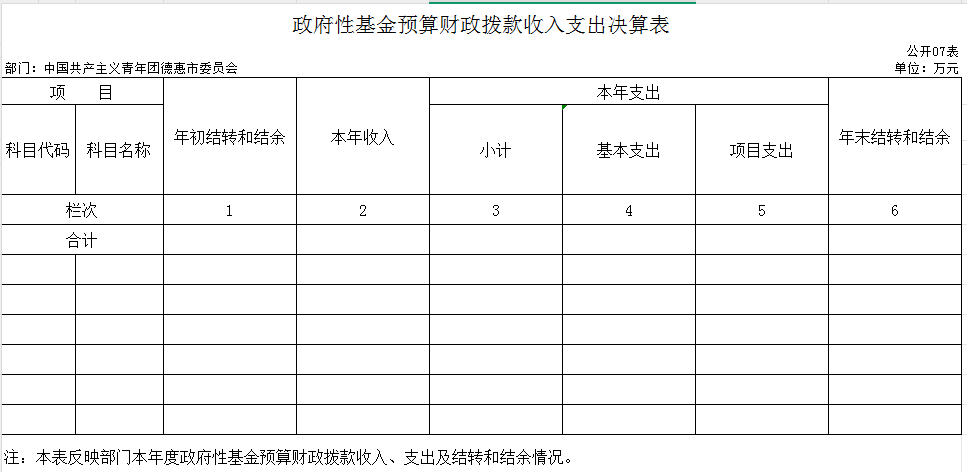 政府性基金预算财政拨款收入支出决算表
公开07表
部门：中国共产主义青年团德惠市委员会 单位：万元
项 目 年初结转和结余 本年收入 本年支出 年末结转和结余
科目代码 科目名称 小计 基本支出 项目支出
栏次 1 2 3 4 5 6
合计
注：本表反映部门本年度政府性基金预算财政拨款收入、支出及结转和结余情况。